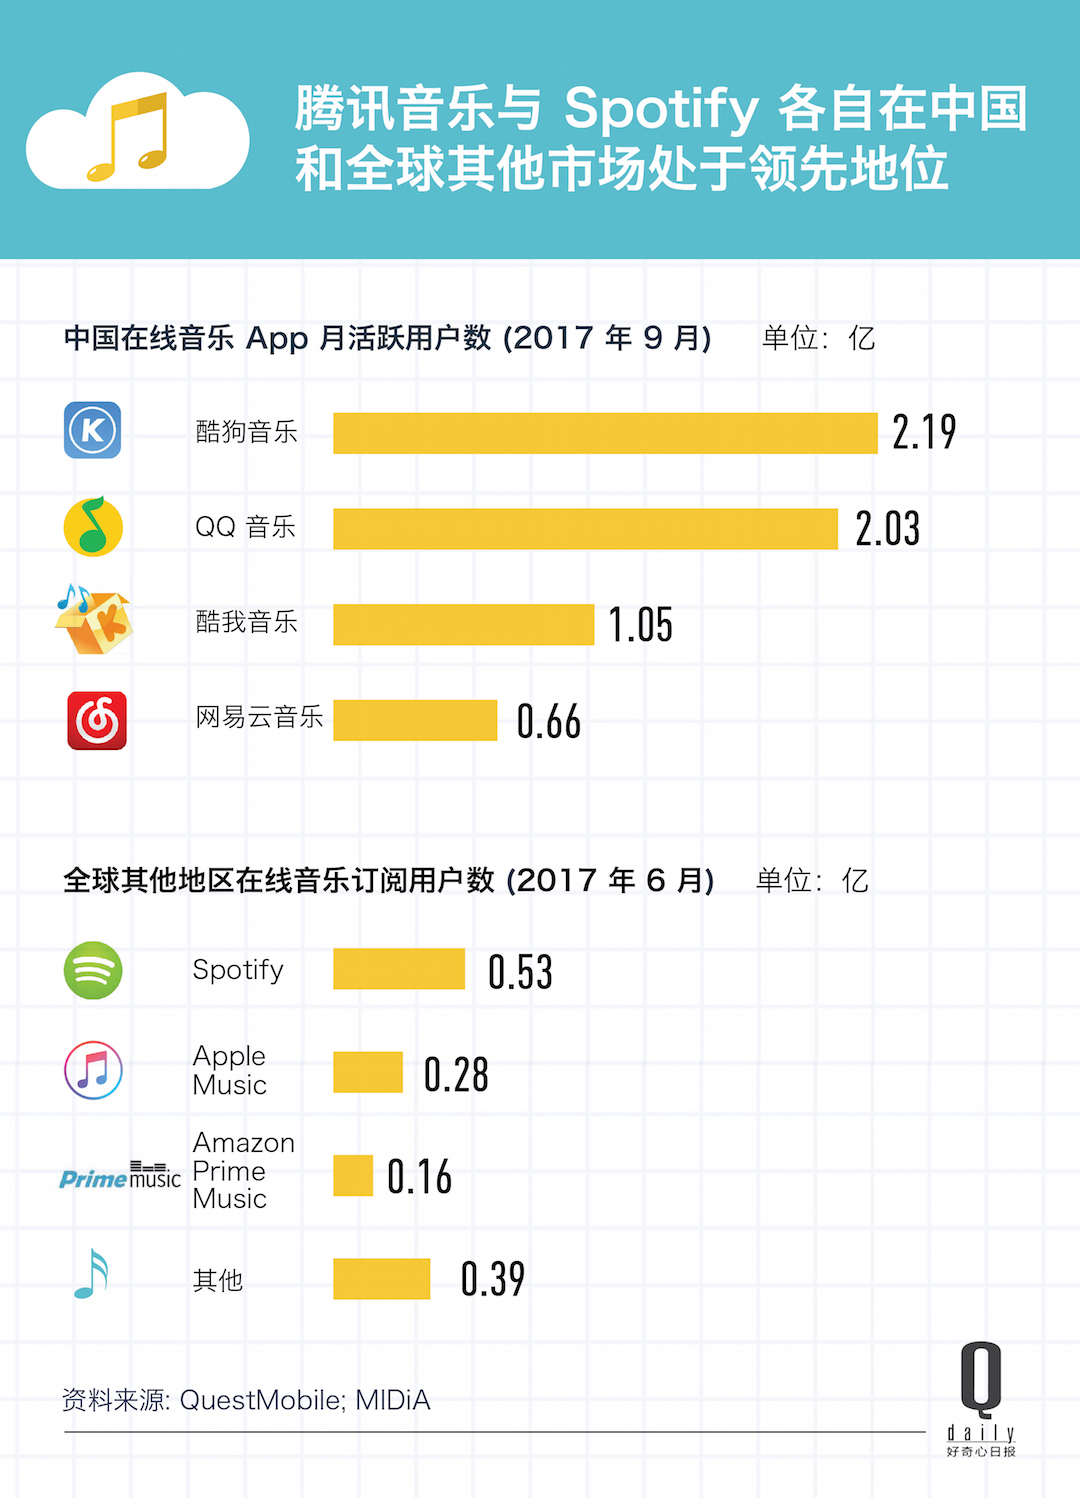 腾讯音乐与 Spotify 各自在中国
和全球其他市场处于领先地位
中国在线音乐 App 月活跃用户数 (2017 年 9 月) 单位：亿
K 酷狗音乐 2.19
QQ 音乐 2.03
K 酷我音乐 1.05
网易云音乐 0.66
全球其他地区在线音乐订阅用户数 (2017 年 6 月) 单位：亿
Spotify 0.53
Apple
Music
0.28
Amazon
Prime music Prime
Music
0.16
其他 0.39
资料来源: QuestMobile; MIDiA
Q
daily
好奇心日报